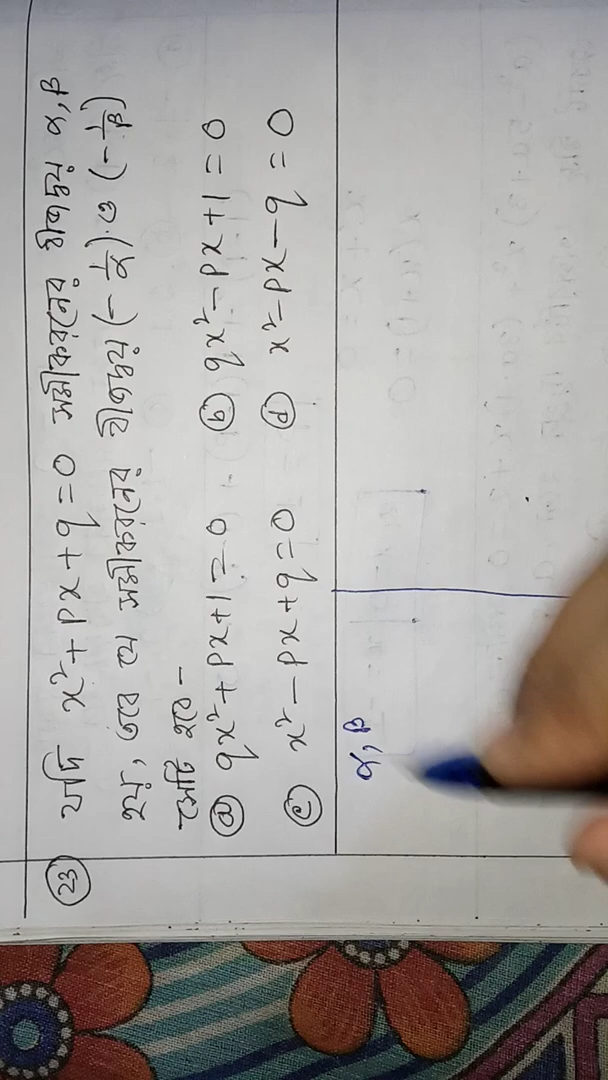 (23) যদি x²+px+q=0 সমীকরণের বীজদ্বয় α,β
হয়, তবে যে সমীকরণের বীজদ্বয় (-1/α) ও (-1/β)
সেটি হল-
(a) qx²+px+1=0 (b) qx²-px+1=0
(c) x²-px+q=0 (d) x²-px-q=0
α,β